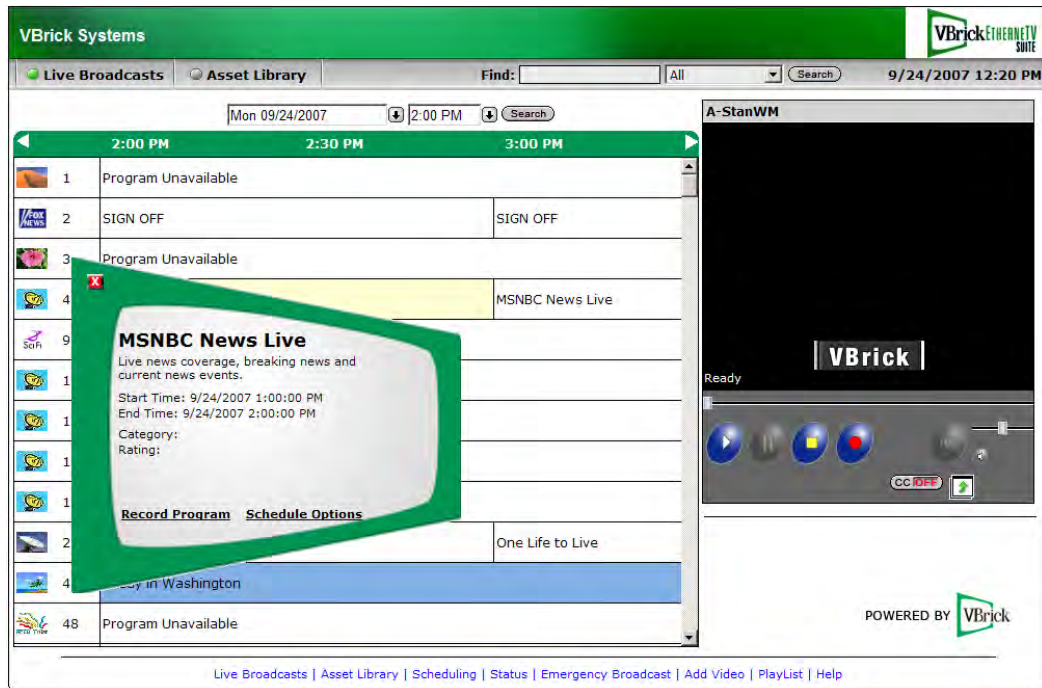 VBrick Systems
VBrick ETHERNETV SUITE
Live Broadcasts Asset Library Find: All Search 9/24/2007 12:20 PM
Mon 09/24/2007 2:00 PM Search
A-StanWM
2:00 PM 2:30 PM 3:00 PM
1 Program Unavailable
FOX NEWS 2 SIGN OFF SIGN OFF
3 Program Unavailable
X
4 MSNBC News Live
SciFi 9
MSNBC News Live
Live news coverage, breaking news and
current news events.
Start Time: 9/24/2007 1:00:00 PM
End Time: 9/24/2007 2:00:00 PM
Category:
Rating:
Record Program Schedule Options
1
1
1
1
2 One Life to Live
4 in Washington
48 Program Unavailable
VBrick
Ready
CC OFF
POWERED BY VBrick
Live Broadcasts | Asset Library | Scheduling | Status | Emergency Broadcast | Add Video | PlayList | Help